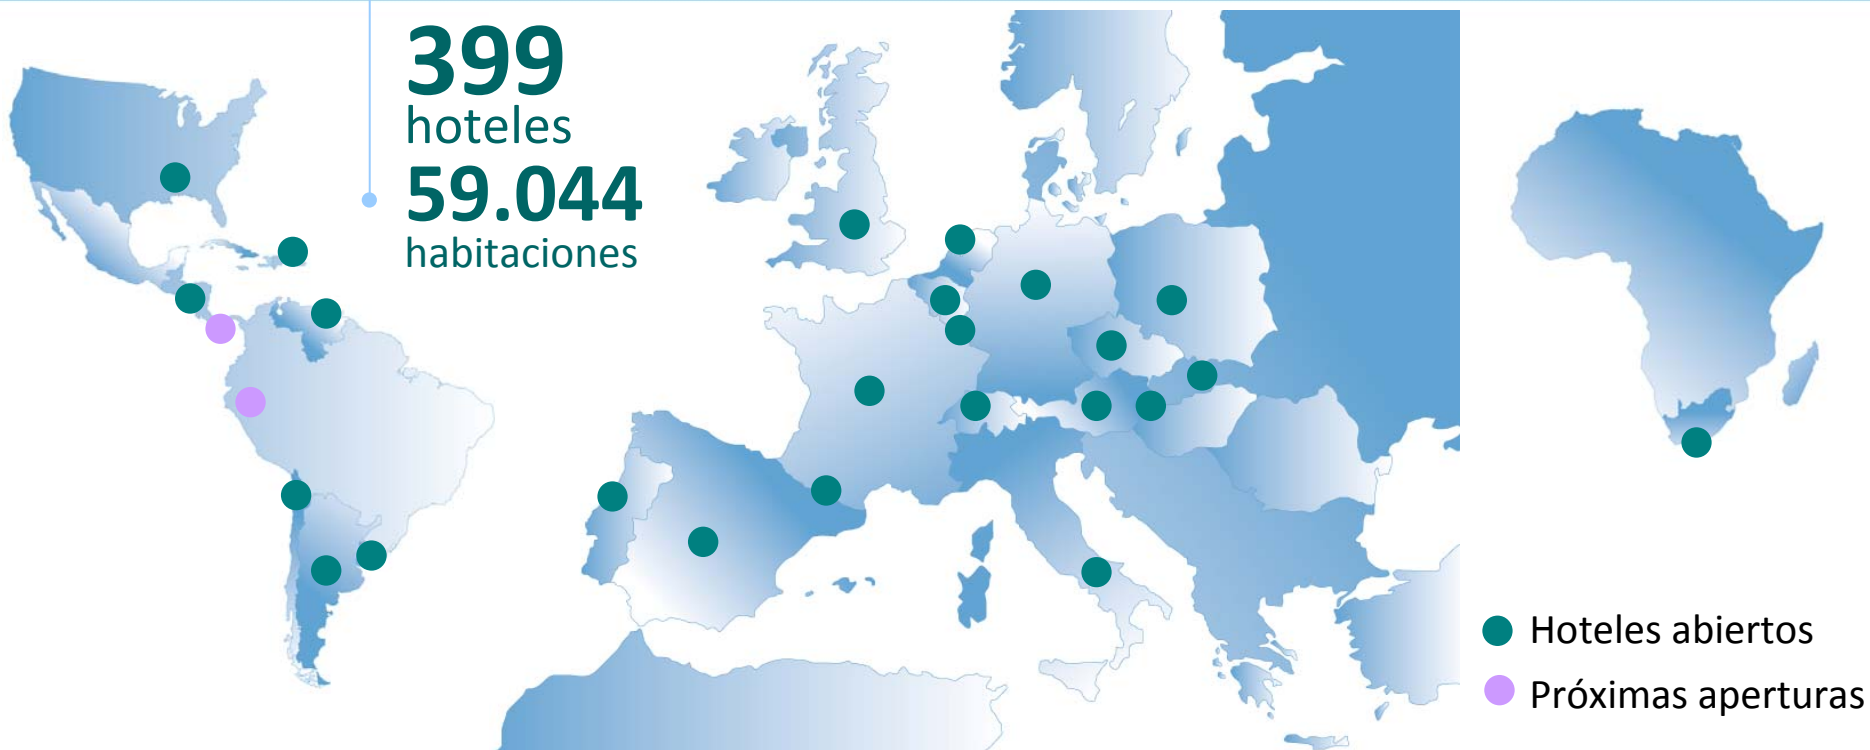 399
hoteles
59.044
habitaciones
Hoteles abiertos
Próximas aperturas